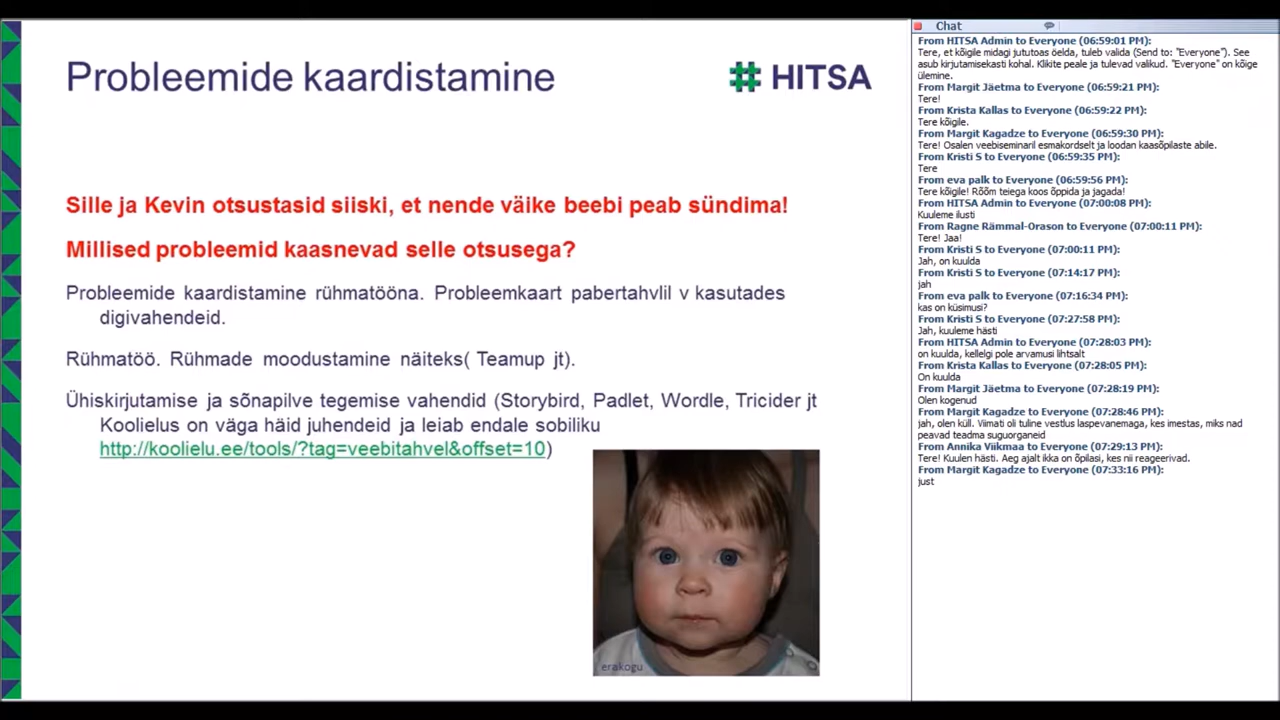 Probleemide kaardistamine
HITSA
Sille ja Kevin otsustasid siiski, et nende väike beebi peab sündima!
Millised probleemid kaasnevad selle otsusega?
Probleemide kaardistamine rühmatööna. Probleemkaart pabertahvlil v kasutades
digivahendeid.
Rühmatöö. Rühmade moodustamine näiteks( Teamup jt).
Ühiskirjutamise ja sõnapilve tegemise vahendid (Storybird, Padlet, Wordle, Tricider jt
Koolielus on väga häid juhendeid ja leiab endale sobiliku
http://koolielu.ee/tools/?tag=veebitahvel&offset=10)
erakogu
Chat
From HITSA Admin to Everyone (06:59:01 PM):
Tere, et kõigile midagi jututoas öelda, tuleb valida (Send to: "Everyone"). See
asub kirjutamisekasti kohal. Klikite peale ja tulevad valikud. "Everyone" on kõige
ülemine.
From Margit Jäetma to Everyone (06:59:21 PM):
Tere!
From Krista Kallas to Everyone (06:59:22 PM):
Tere kõigile.
From Margit Kagadze to Everyone (06:59:30 PM):
Tere! Osalen veebiseminaril esmakordselt ja loodan kaasõpilaste abile.
From Kristi S to Everyone (06:59:35 PM):
Tere
From eva palk to Everyone (06:59:56 PM):
Tere kõigile! Rõõm teiega koos õppida ja jagada!
From HITSA Admin to Everyone (07:00:08 PM):
Kuuleme ilusti
From Ragne Rämmal-Orason to Everyone (07:00:11 PM):
Tere! Jaa!
From Kristi S to Everyone (07:00:11 PM):
Jah, on kuulda
From Kristi S to Everyone (07:14:17 PM):
jah
From eva palk to Everyone (07:16:34 PM):
kas on küsimusi?
From Kristi S to Everyone (07:27:58 PM):
Jah, kuuleme hästi
From HITSA Admin to Everyone (07:28:03 PM):
on kuulda, kellelgi pole arvamusi lihtsalt
From Krista Kallas to Everyone (07:28:05 PM):
On kuulda
From Margit Jäetma to Everyone (07:28:19 PM):
Olen kogenud
From Margit Kagadze to Everyone (07:28:46 PM):
jah, olen küll. Viimati oli tuline vestlus laspevanemaga, kes imestas, miks nad
peavad teadma suguorganeid
From Annika Viikmaa to Everyone (07:29:13 PM):
Tere! Kuulen hästi. Aeg ajalt ikka on õpilasi, kes nii reageerivad.
From Margit Kagadze to Everyone (07:33:16 PM):
just